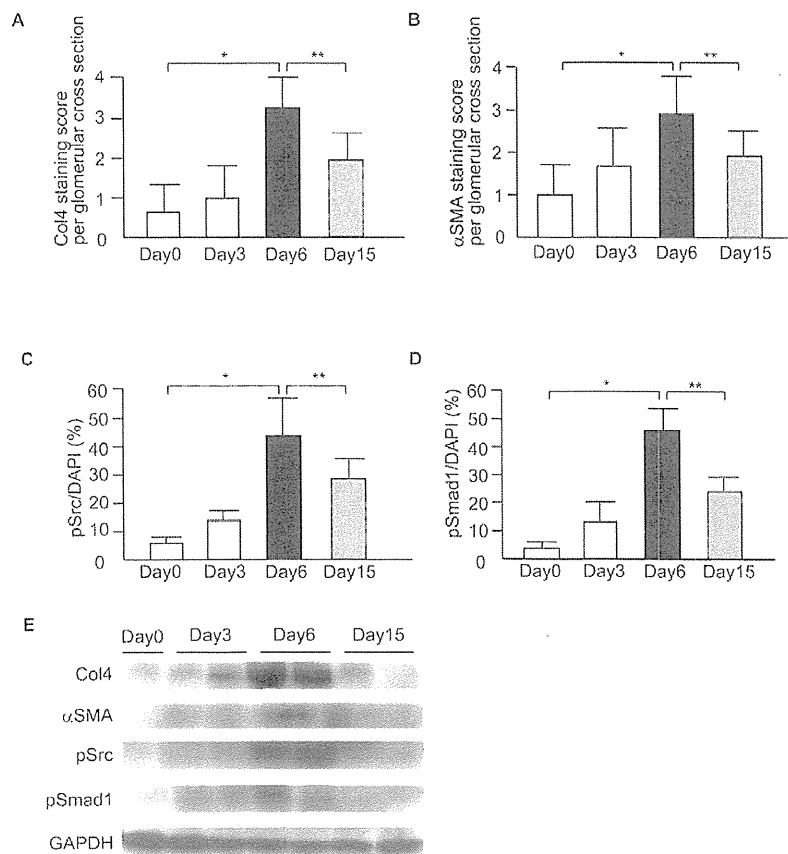 A
* **
Col4 staining score
per glomerular cross section
4
3
2
1
0
Day0 Day3 Day6 Day15
B
* **
αSMA staining score
per glomerular cross section
4
3
2
1
0
Day0 Day3 Day6 Day15
C
* **
pSrc/DAPI (%)
60
50
40
30
20
10
0
Day0 Day3 Day6 Day15
D
* **
pSmad1/DAPI (%)
60
50
40
30
20
10
0
Day0 Day3 Day6 Day15
E
Day0 Day3 Day6 Day15
Col4
αSMA
pSrc
pSmad1
GAPDH